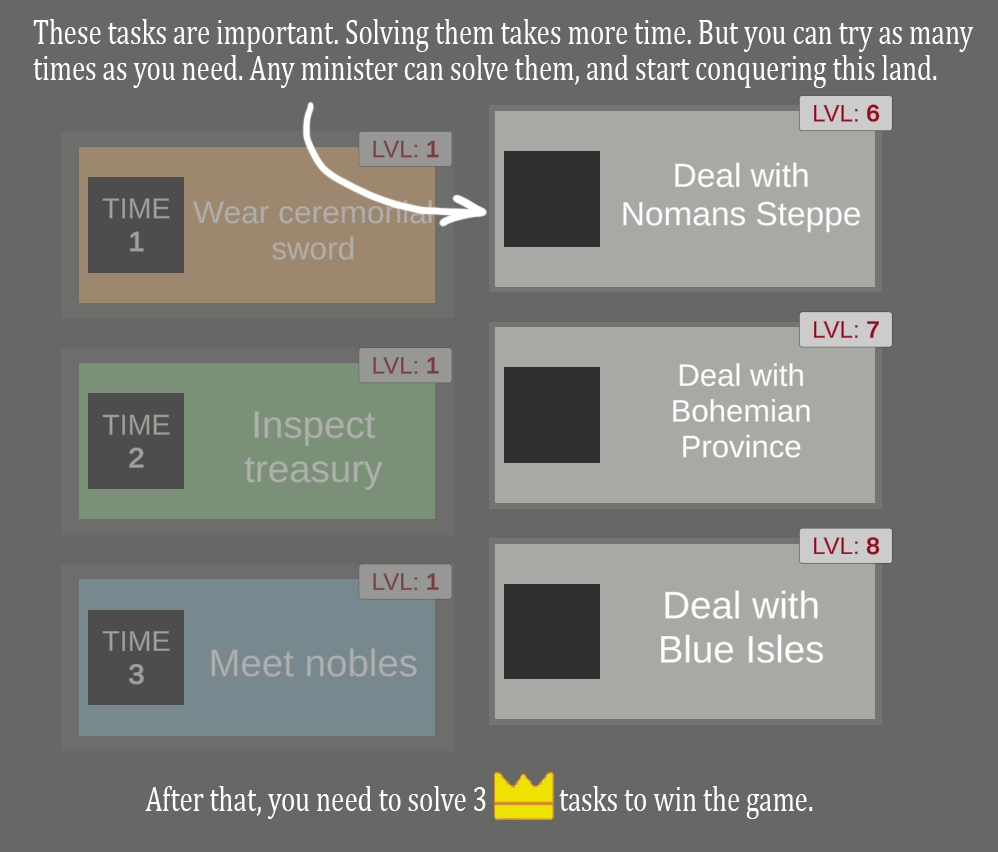 These tasks are important. Solving them takes more time. But you can try as many
times as you need. Any minister can solve them, and start conquering this land.
LVL: 1
TIME
1
Wear ceremonial
sword
LVL: 6
Deal with
Nomans Steppe
LVL: 1
TIME
2
Inspect
treasury
LVL: 7
Deal with
Bohemian
Province
LVL: 1
TIME
3
Meet nobles
LVL: 8
Deal with
Blue Isles
After that, you need to solve 3 tasks to win the game.